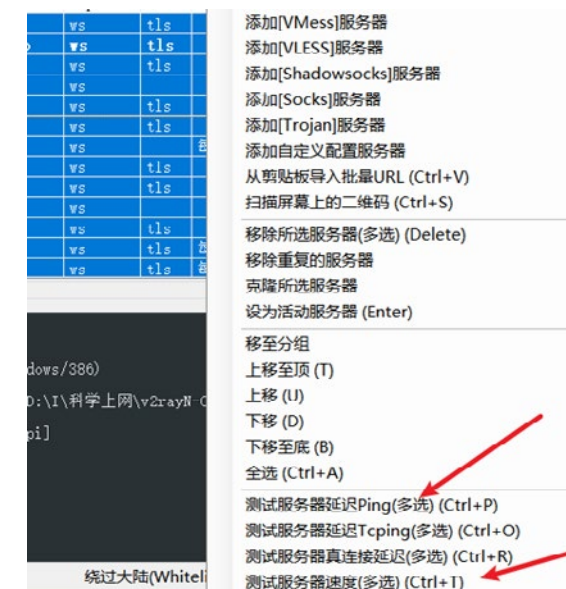 ws tls
ws tls
ws tls
ws
ws tls
ws tls
ws
ws tls
ws tls
ws
ws tls
ws tls
ws tls
dows/386)
D:\I\科学上网\v2rayN-C
pi]
绕过大陆(Whiteli
添加[VMess]服务器
添加[VLESS]服务器
添加[Shadowsocks]服务器
添加[Socks]服务器
添加[Trojan]服务器
添加自定义配置服务器
从剪贴板导入批量URL (Ctrl+V)
扫描屏幕上的二维码 (Ctrl+S)
移除所选服务器(多选) (Delete)
移除重复的服务器
克隆所选服务器
设为活动服务器 (Enter)
移至分组
上移至顶 (T)
上移 (U)
下移 (D)
下移至底 (B)
全选 (Ctrl+A)
测试服务器延迟Ping(多选) (Ctrl+P)
测试服务器延迟Tcping(多选) (Ctrl+O)
测试服务器真连接延迟(多选) (Ctrl+R)
测试服务器速度(多选) (Ctrl+T)